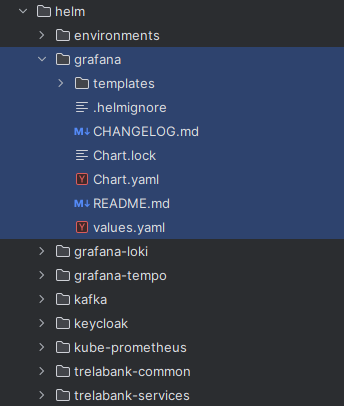 helm
environments
grafana
templates
.helmignore
M↓ CHANGELOG.md
Chart.lock
Y Chart.yaml
M↓ README.md
Y values.yaml
grafana-loki
grafana-tempo
kafka
keycloak
kube-prometheus
trelabank-common
trelabank-services